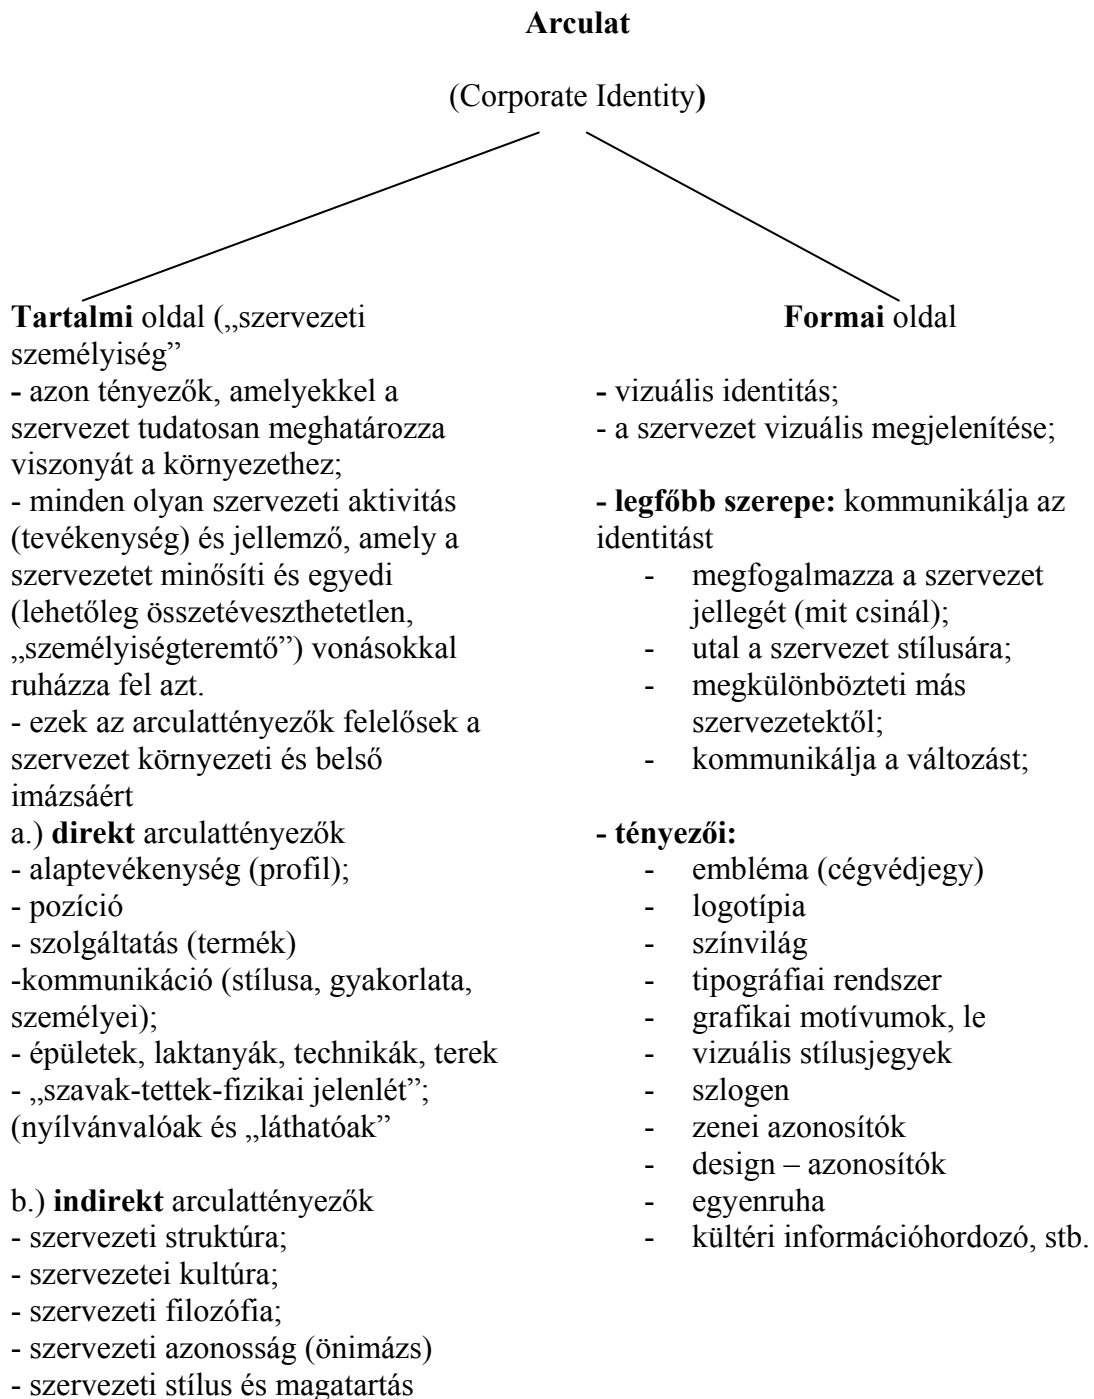 Arculat
(Corporate Identity)
Tartalmi oldal („szervezeti
személyiség”
- azon tényezők, amelyekkel a
szervezet tudatosan meghatározza
viszonyát a környezethez;
- minden olyan szervezeti aktivitás
(tevékenység) és jellemző, amely a
szervezetet minősíti és egyedi
(lehetőleg összetéveszthetetlen,
„személyiségteremtő”) vonásokkal
ruházza fel azt.
- ezek az arculattényezők felelősek a
szervezet környezeti és belső
imázsáért
a.) direkt arculattényezők
- alaptevékenység (profil);
- pozíció
- szolgáltatás (termék)
-kommunikáció (stílusa, gyakorlata,
személyei);
- épületek, laktanyák, technikák, terek
- „szavak-tettek-fizikai jelenlét”;
(nyílvánvalóak és „láthatóak”
b.) indirekt arculattényezők
- szervezeti struktúra;
- szervezetei kultúra;
- szervezeti filozófia;
- szervezeti azonosság (önimázs)
- szervezeti stílus és magatartás
Formai oldal
- vizuális identitás;
- a szervezet vizuális megjelenítése;
- legfőbb szerepe: kommunikálja az
identitást
- megfogalmazza a szervezet
jellegét (mit csinál);
- utal a szervezet stílusára;
- megkülönbözteti más
szervezetektől;
- kommunikálja a változást;
- tényezői:
- embléma (cégvédjegy)
- logotípia
- színvilág
- tipográfiai rendszer
- grafikai motívumok, le
- vizuális stílusjegyek
- szlogen
- zenei azonosítók
- design – azonosítók
- egyenruha
- kültéri információhordozó, stb.